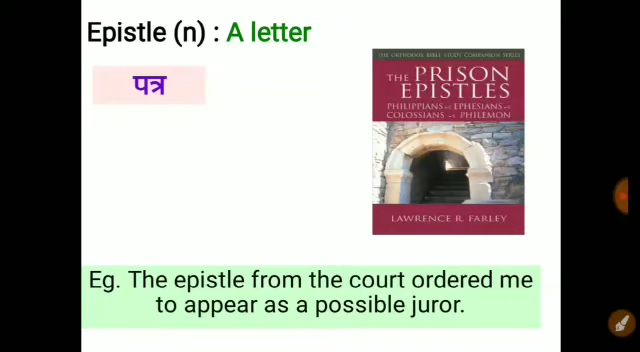 Epistle (n) : A letter
पत्र
THE ORTHODOX BIBLE STUDY COMPANION SERIES
THE PRISON
EPISTLES
PHILIPPIANS EPHESIANS
COLOSSIANS PHILEMON
LAWRENCE R. FARLEY
Eg. The epistle from the court ordered me
to appear as a possible juror.